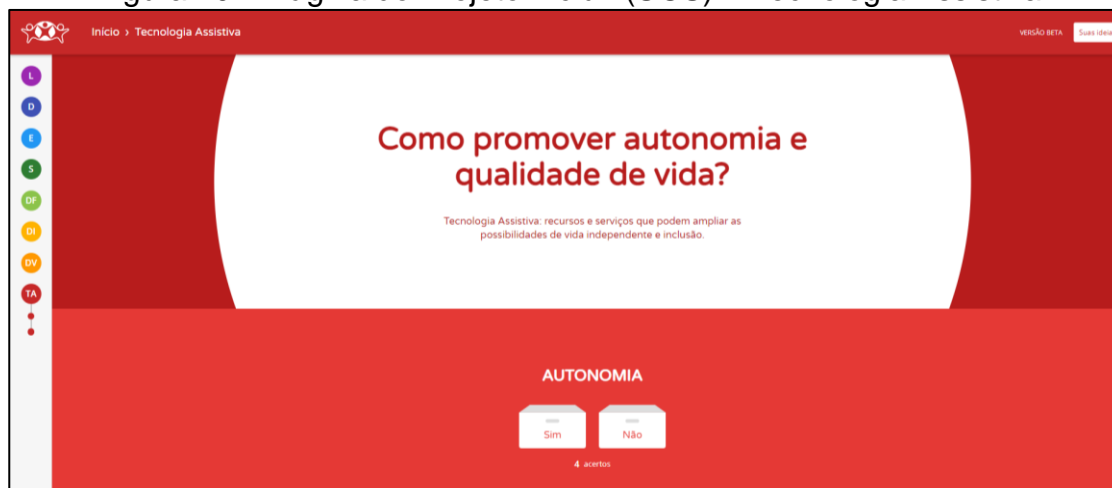 Início › Tecnologia Assistiva
VERSÃO BETA
Suas
L
D
E
S
DF
DI
DV
TA
Como promover autonomia e
qualidade de vida?
Tecnologia Assistiva: recursos e serviços que podem ampliar as
possibilidades de vida independente e inclusão.
AUTONOMIA
Sim
Não
4 acertos